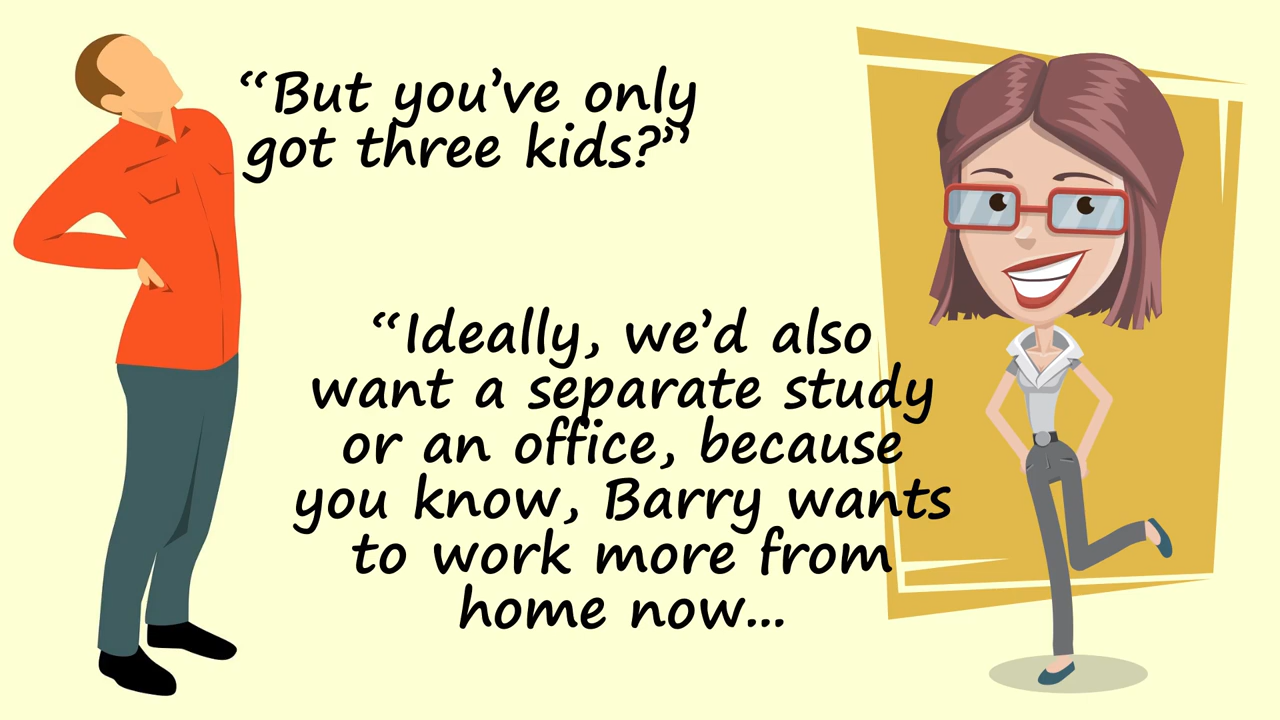 “But you’ve only
got three kids?”
“Ideally, we’d also
want a separate study
or an office, because
you know, Barry wants
to work more from
home now...